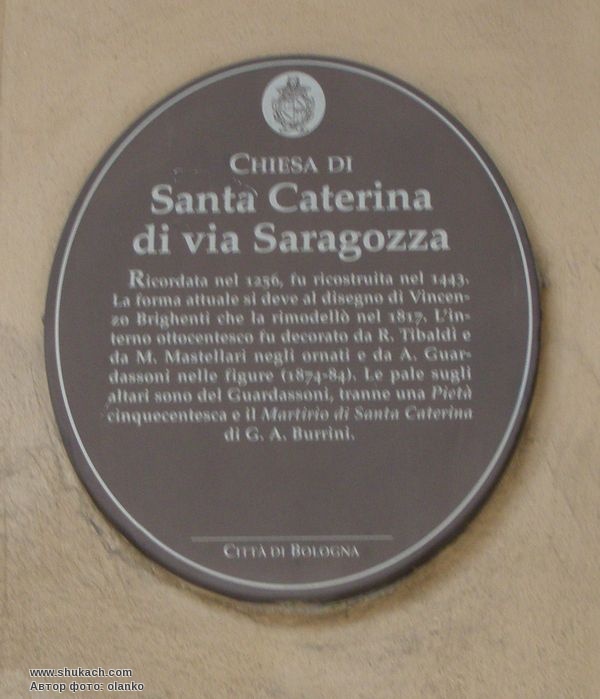 CHIESA DI
Santa Caterina
di via Saragozza
Ricordata nel 1256, fu ricostruita nel 1443.
La forma attuale si deve al disegno di Vincen-
zo Brighenti che la rimodellò nel 1817. L'in-
terno ottocentesco fu decorato da R. Tibaldi e
da M. Mastellari negli ornati e da A. Guar-
dassoni nelle figure (1874-84). Le pale sugli
altari sono del Guardassoni, tranne una Pietà
cinquecentesca e il Martirio di Santa Caterina
di G. A. Burrini.
CITTÀ DI BOLOGNA
www.shukach.com
Автор фото: olanko